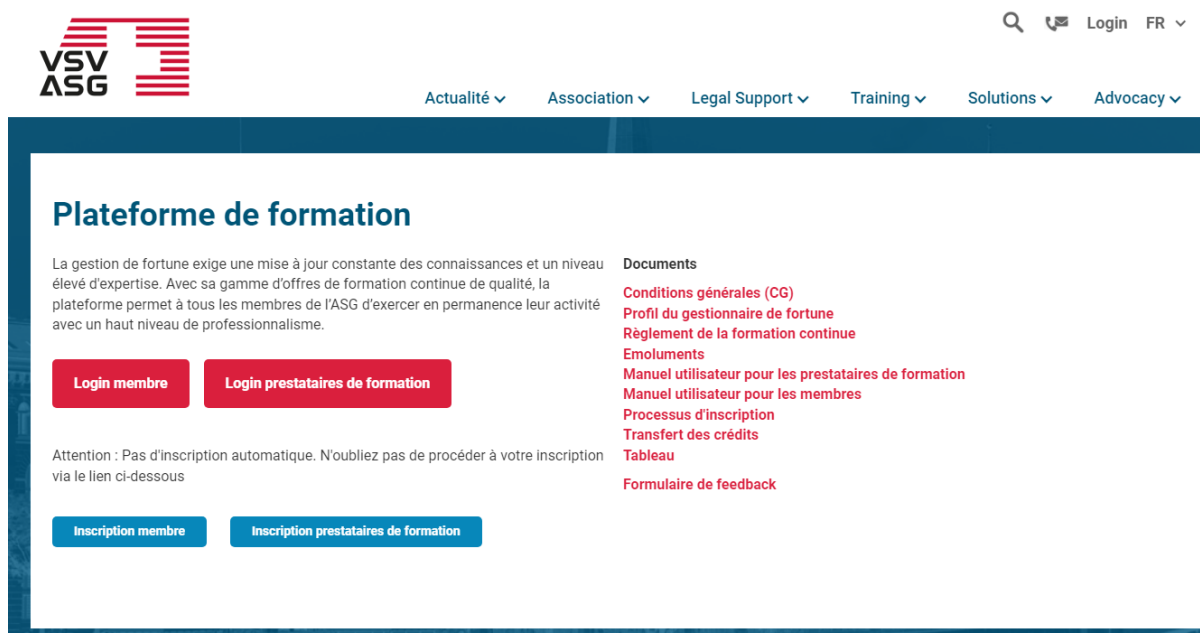 Login FR
VSV
ASG
Actualité Association Legal Support Training Solutions Advocacy
Plateforme de formation
La gestion de fortune exige une mise à jour constante des connaissances et un niveau
élevé d'expertise. Avec sa gamme d'offres de formation continue de qualité, la
plateforme permet à tous les membres de l'ASG d'exercer en permanence leur activité
avec un haut niveau de professionnalisme.
Login membre
Login prestataires de formation
Attention : Pas d'inscription automatique. N'oubliez pas de procéder à votre inscription
via le lien ci-dessous
Inscription membre
Inscription prestataires de formation
Documents
Conditions générales (CG)
Profil du gestionnaire de fortune
Règlement de la formation continue
Emoluments
Manuel utilisateur pour les prestataires de formation
Manuel utilisateur pour les membres
Processus d'inscription
Transfert des crédits
Tableau
Formulaire de feedback